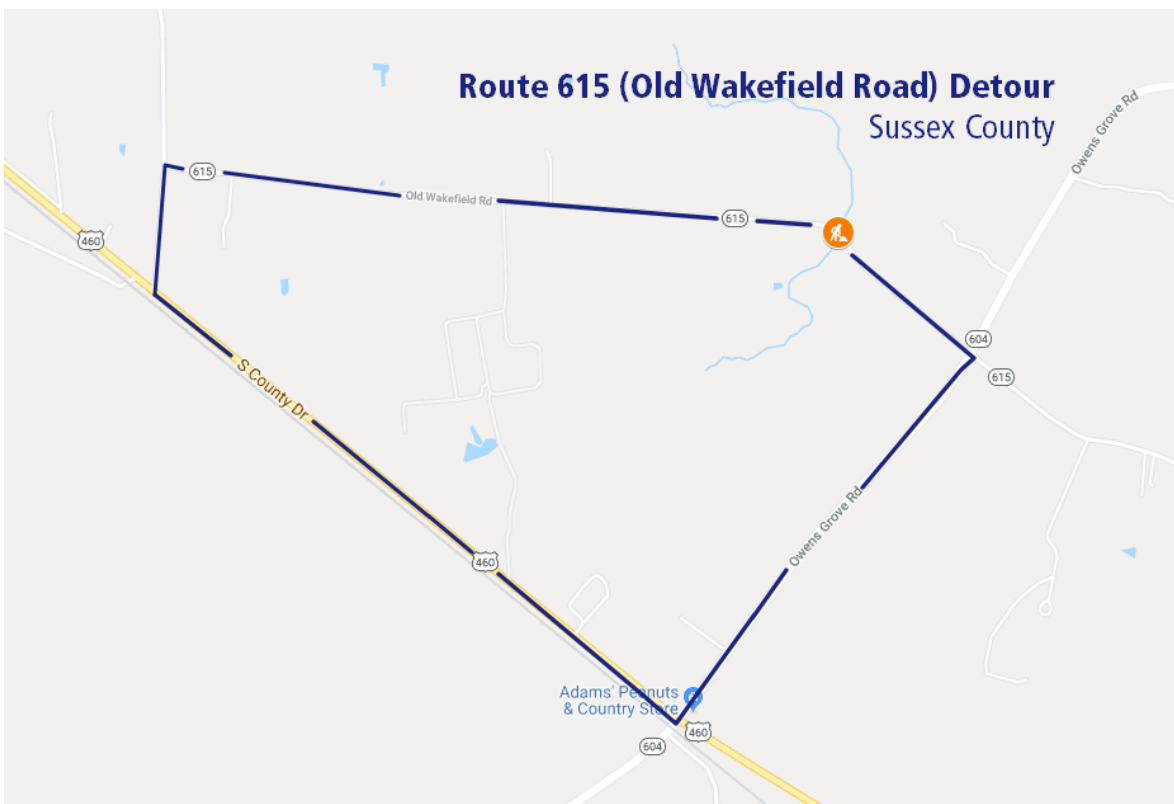 Route 615 (Old Wakefield Road) Detour
Sussex County
Owens Grove Rd
615
Old Wakefield Rd
615
460
604
615
S County Dr
Owens Grove Rd
460
Adams' Peanuts
& Country Store
460
604